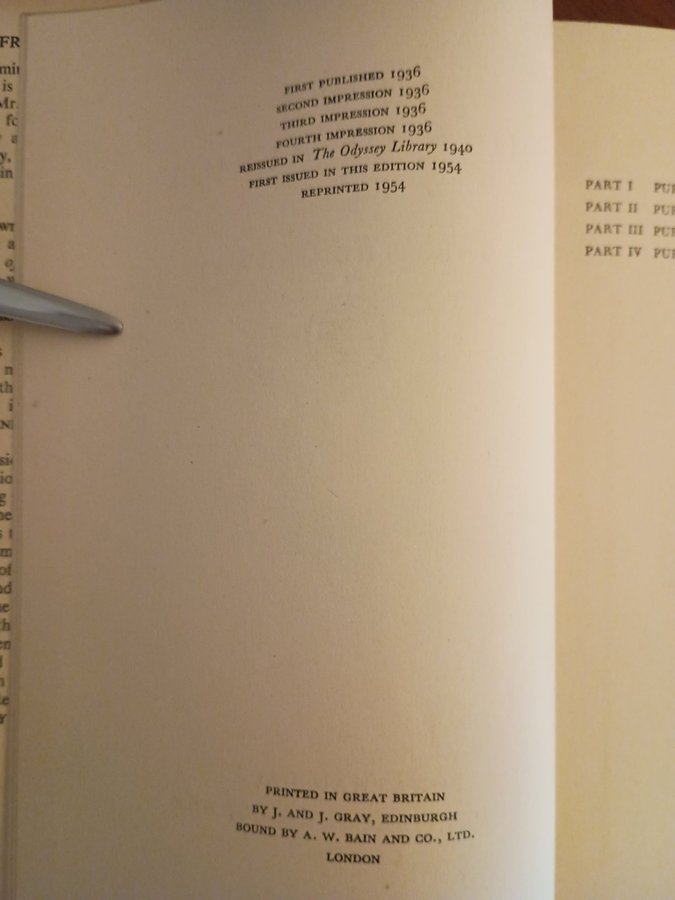 FIRST PUBLISHED 1936
SECOND IMPRESSION 1936
THIRD IMPRESSION 1936
FOURTH IMPRESSION 1936
REISSUED IN The Odyssey Library 1940
FIRST ISSUED IN THIS EDITION 1954
REPRINTED 1954
PRINTED IN GREAT BRITAIN
BY J. AND J. GRAY, EDINBURGH
BOUND BY A. W. BAIN AND CO., LTD.
LONDON
PART I
PART II
PART III
PART IV